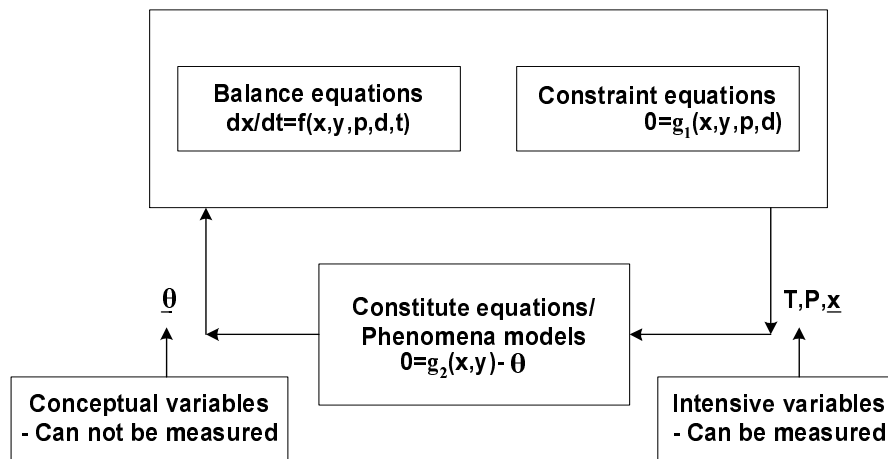 Balance equations
dx/dt=f(x,y,p,d,t)
Constraint equations
0=g₁(x,y,p,d)
θ
Constitute equations/
Phenomena models
0=g₂(x,y)- θ
T,P,x
Conceptual variables
- Can not be measured
Intensive variables
- Can be measured